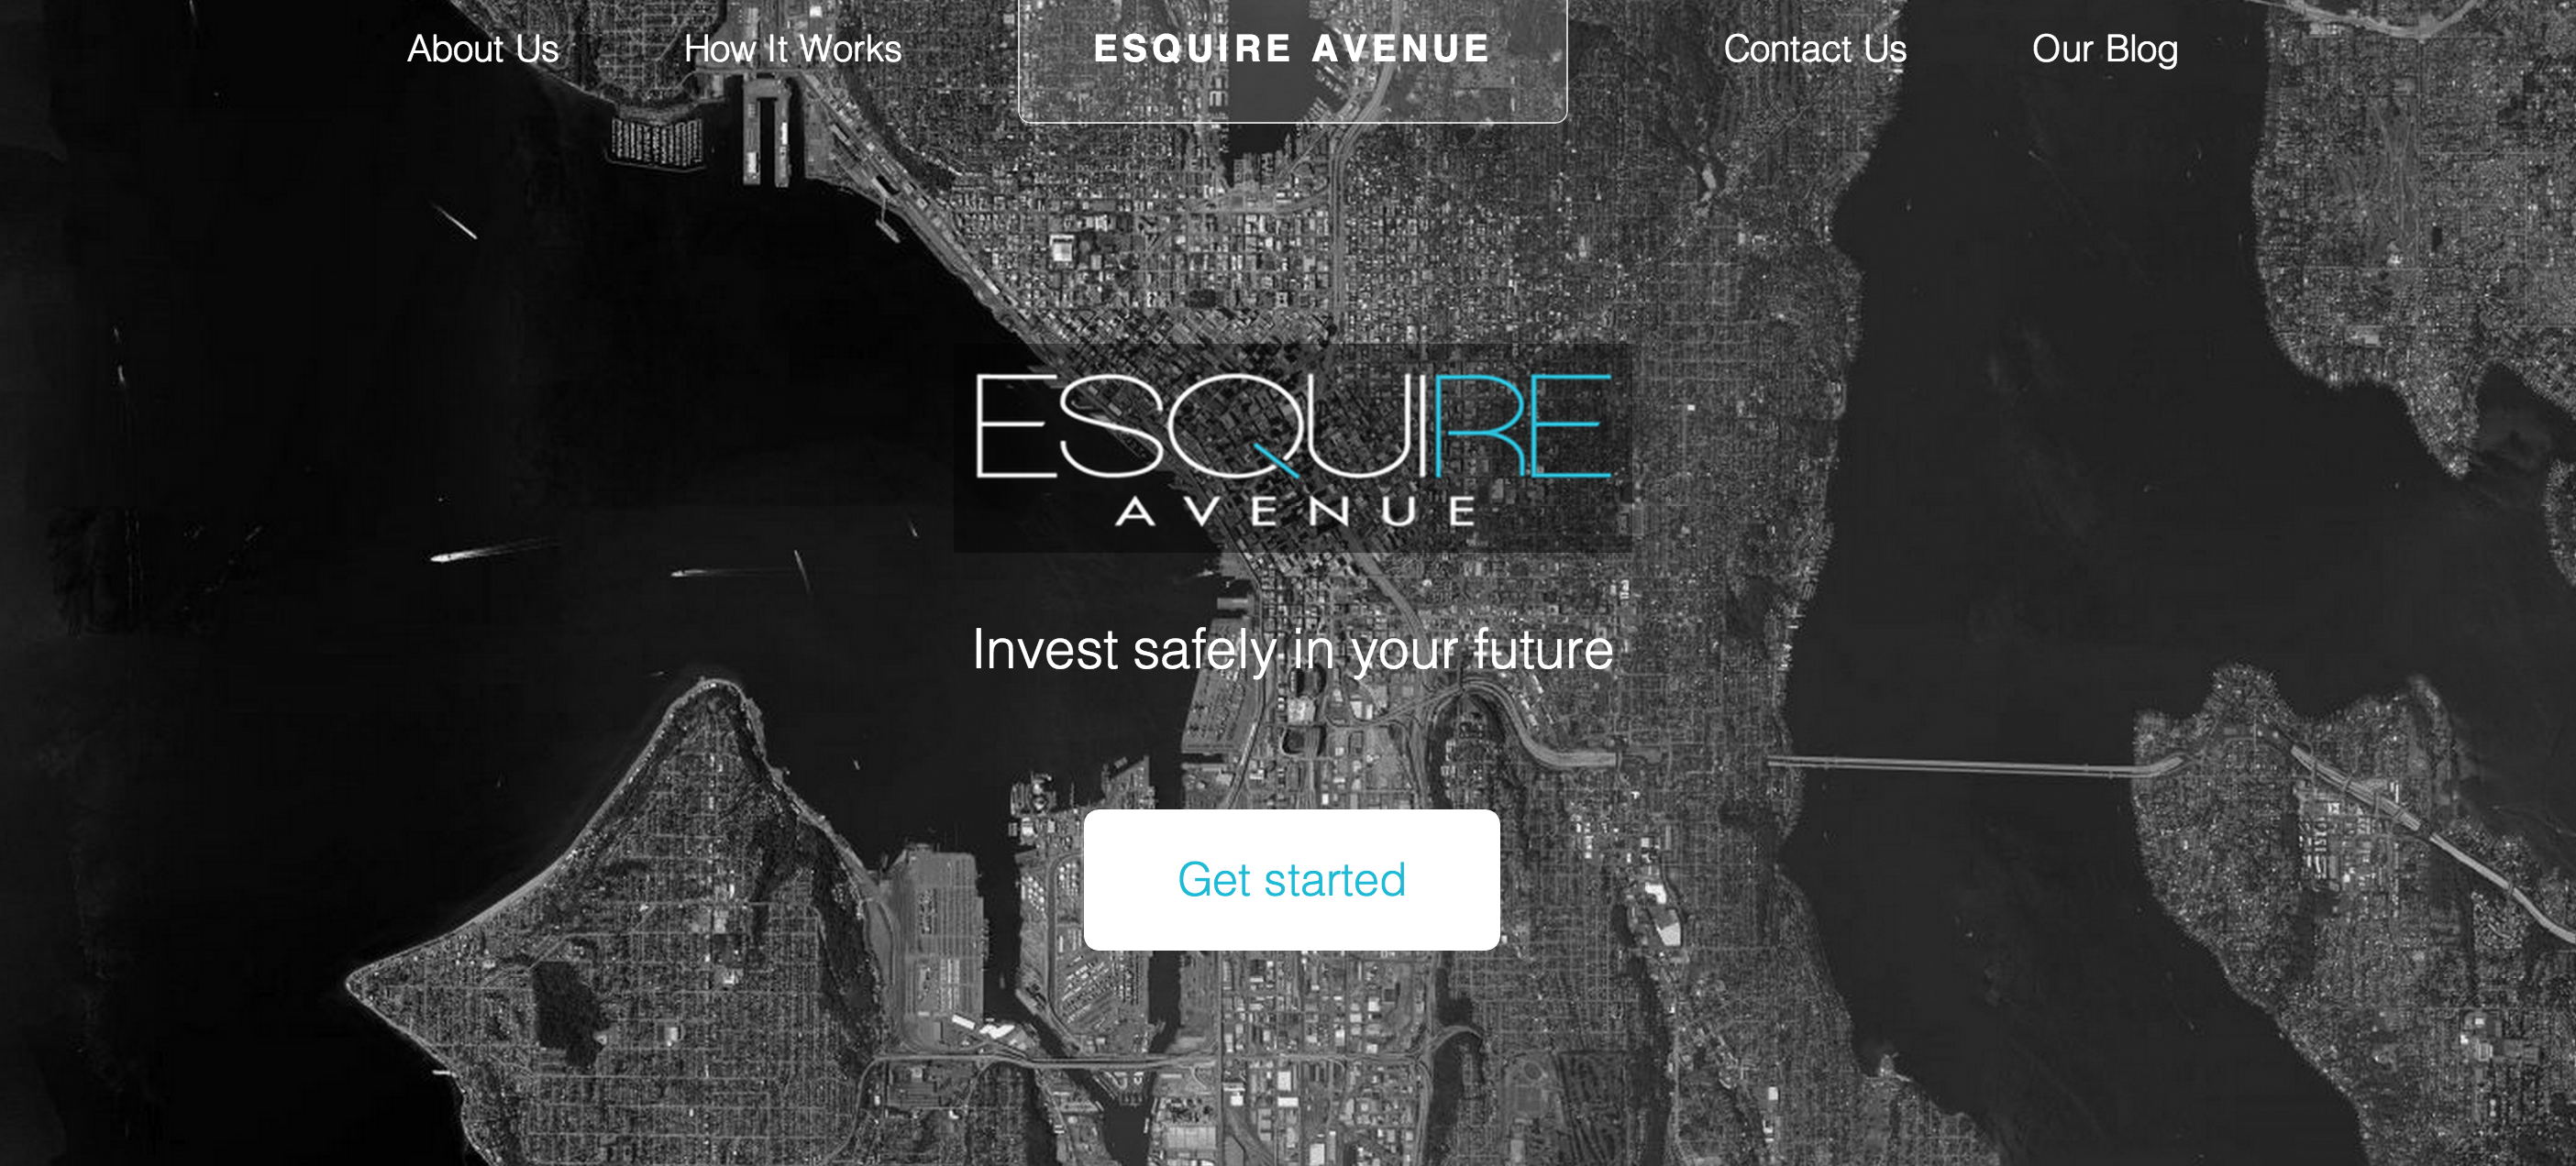 About Us
How It Works
ESQUIRE AVENUE
Contact Us
Our Blog
ESQUIRE
AVENUE
Invest safely in your future
Get started